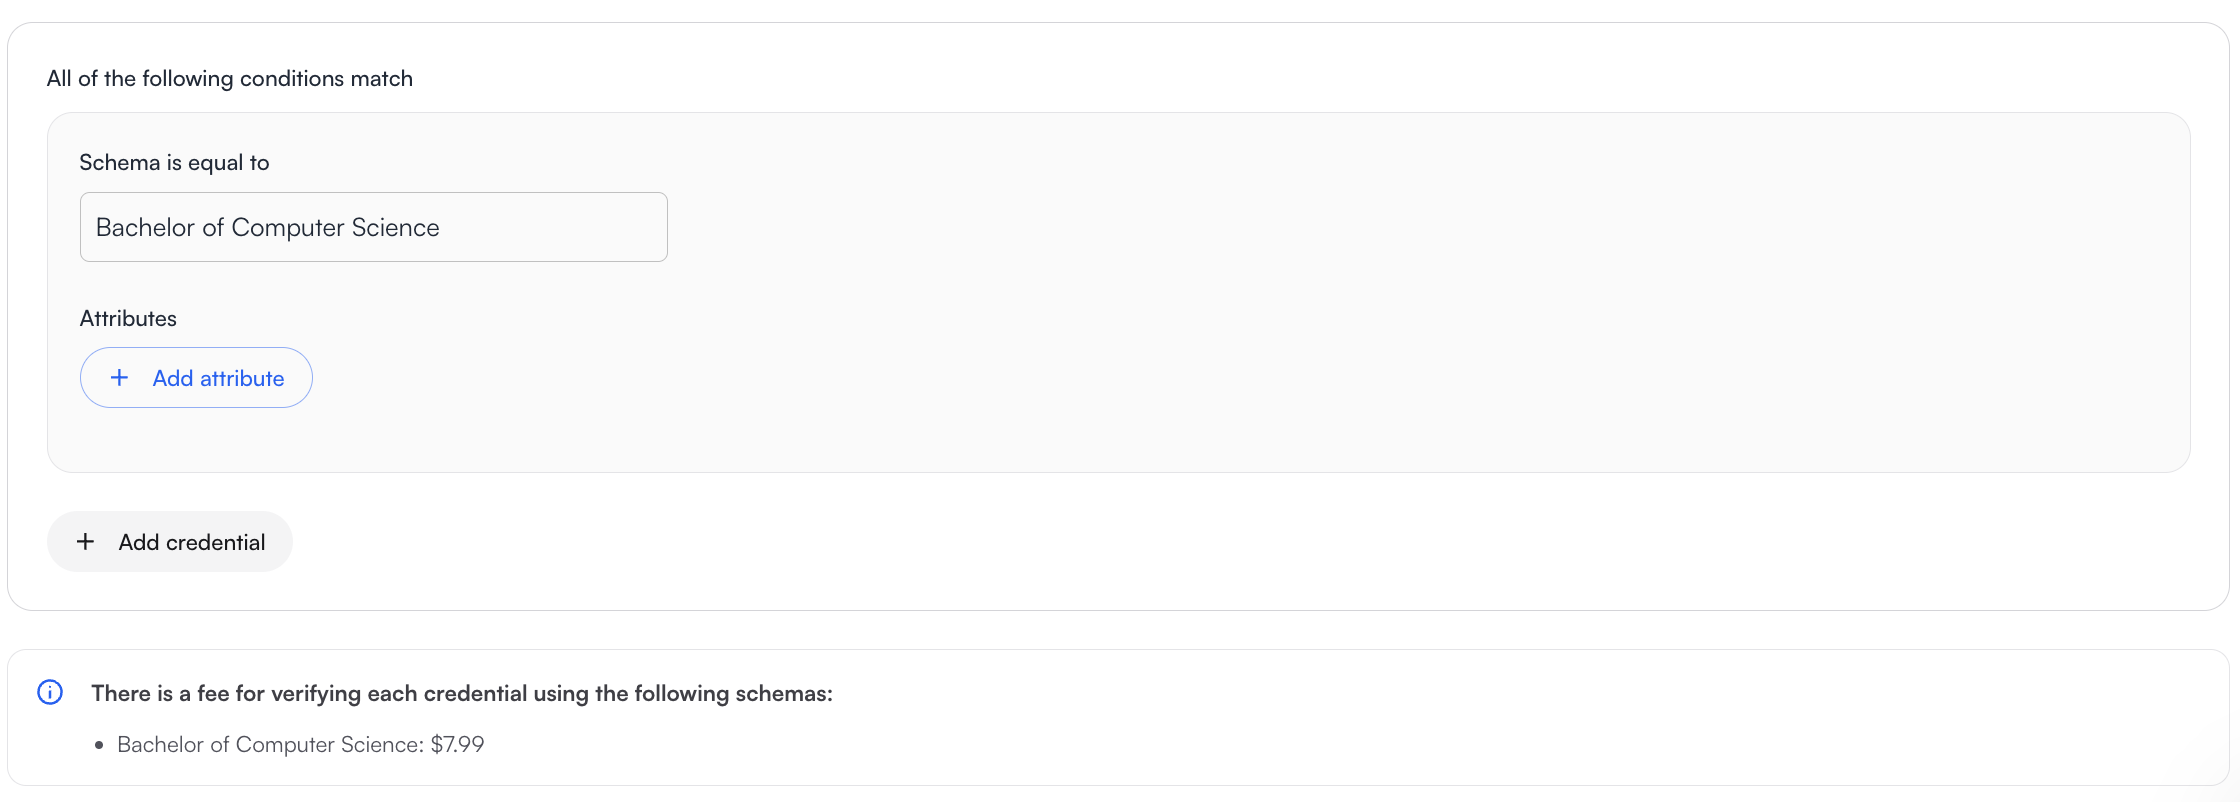 All of the following conditions match
Schema is equal to
Bachelor of Computer Science
Attributes
+ Add attribute
+ Add credential
There is a fee for verifying each credential using the following schemas:
• Bachelor of Computer Science: $7.99